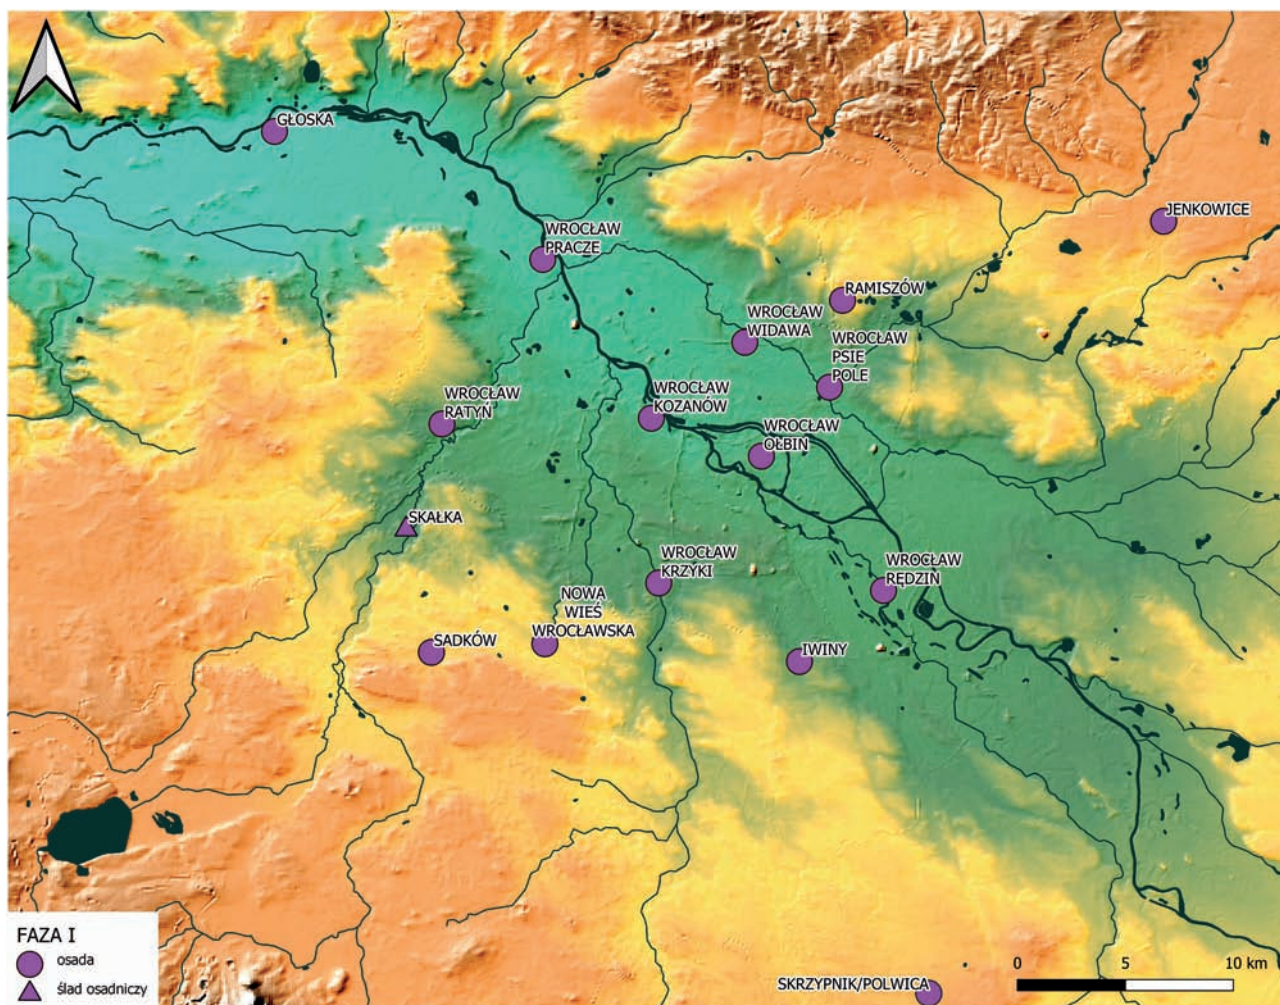 GŁOSKA
JENKOWICE
WROCŁAW
PRACZE
RAMISZÓW
WROCŁAW
WIDAWA
WROCŁAW
PSIE
POLE
WROCŁAW
RATYŃ
WROCŁAW
KOZANÓW
WROCŁAW
OŁBIN
SKAŁKA
WROCŁAW
KRZYKI
WROCŁAW
RĘDZIN
NOWA
WIEŚ
WROCŁAWSKA
SADKÓW
IWINY
SKRZYPNIK/POLWICA
FAZA I
osada
ślad osadniczy
0 5 10 km